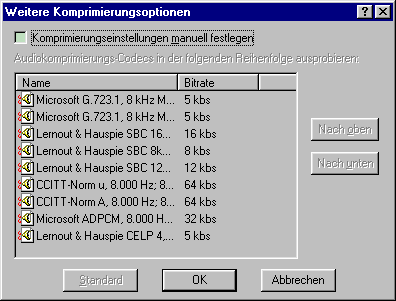 Weitere Komprimierungsoptionen
Komprimierungseinstellungen manuell festlegen
Audiokomprimierungs-Codecs in der folgenden Reihenfolge ausprobieren:
Name Bitrate
Microsoft G.723.1, 8 kHz M... 5 kbs
Microsoft G.723.1, 8 kHz M... 5 kbs
Lernout & Hauspie SBC 16... 16 kbs
Lernout & Hauspie SBC 8k... 8 kbs
Lernout & Hauspie SBC 12... 12 kbs
CCITT-Norm u, 8.000 Hz; 8... 64 kbs
CCITT-Norm A, 8.000 Hz; 8... 64 kbs
Microsoft ADPCM, 8.000 H... 32 kbs
Lernout & Hauspie CELP 4,... 5 kbs
Nach oben
Nach unten
Standard OK Abbrechen